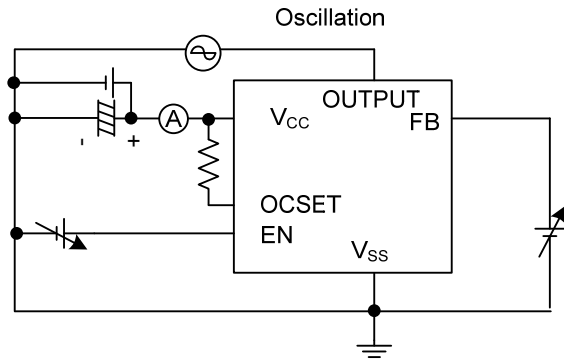 Oscillation
OUTPUT
A
VCC
FB
- +
OCSET
EN
VSS